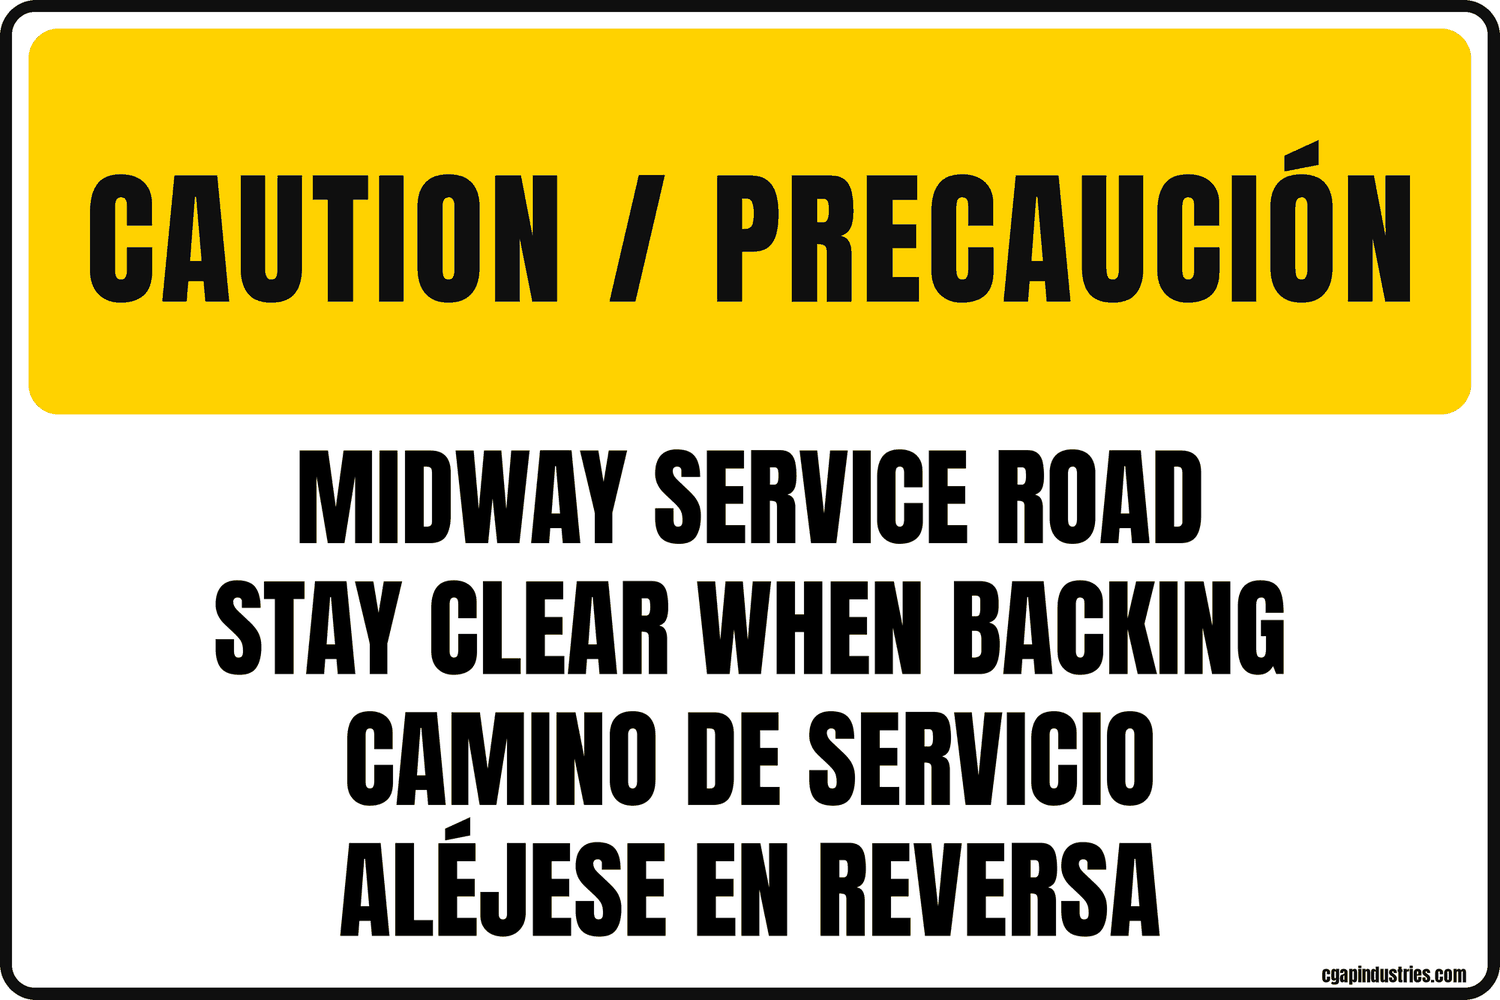 CAUTION / PRECAUCIÓN
MIDWAY SERVICE ROAD
STAY CLEAR WHEN BACKING
CAMINO DE SERVICIO
ALÉJESE EN REVERSA
cgapindustries.com